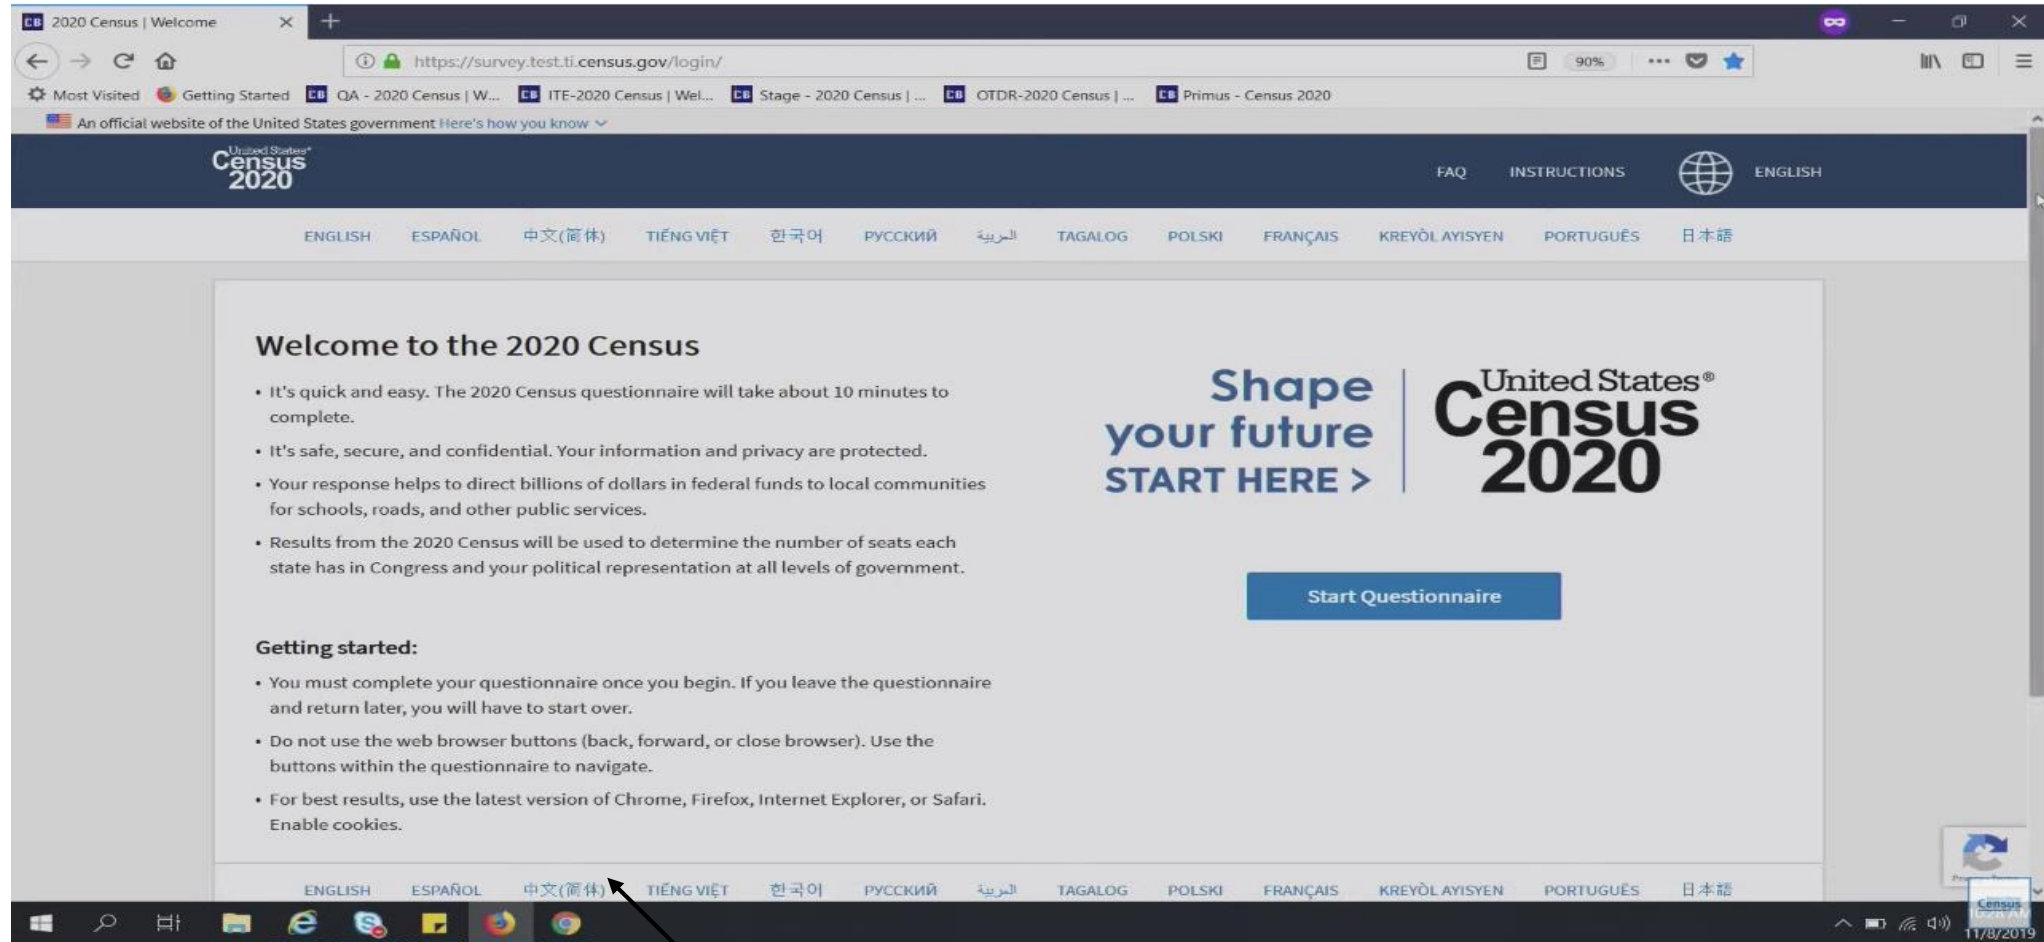 2020 Census | Welcome
https://survey.test.ti.census.gov/login/
90%
Most Visited Getting Started QA - 2020 Census | W... ITE-2020 Census | Wel... Stage - 2020 Census | ... OTDR-2020 Census | ... Primus - Census 2020
An official website of the United States government Here's how you know
United States®
Census
2020
FAQ INSTRUCTIONS ENGLISH
ENGLISH ESPAÑOL 中文(简体) TIẾNG VIỆT 한국어 РУССКИЙ العربية TAGALOG POLSKI FRANÇAIS KREYÒL AYISYEN PORTUGUÊS 日本語
Welcome to the 2020 Census
• It's quick and easy. The 2020 Census questionnaire will take about 10 minutes to
complete.
• It's safe, secure, and confidential. Your information and privacy are protected.
• Your response helps to direct billions of dollars in federal funds to local communities
for schools, roads, and other public services.
• Results from the 2020 Census will be used to determine the number of seats each
state has in Congress and your political representation at all levels of government.
Shape
your future
START HERE >
United States®
Census
2020
Start Questionnaire
Getting started:
• You must complete your questionnaire once you begin. If you leave the questionnaire
and return later, you will have to start over.
• Do not use the web browser buttons (back, forward, or close browser). Use the
buttons within the questionnaire to navigate.
• For best results, use the latest version of Chrome, Firefox, Internet Explorer, or Safari.
Enable cookies.
ENGLISH ESPAÑOL 中文(简体) TIẾNG VIỆT 한국어 РУССКИЙ العربية TAGALOG POLSKI FRANÇAIS KREYÒL AYISYEN PORTUGUÊS 日本語
Census
10:28 AM
11/8/2019